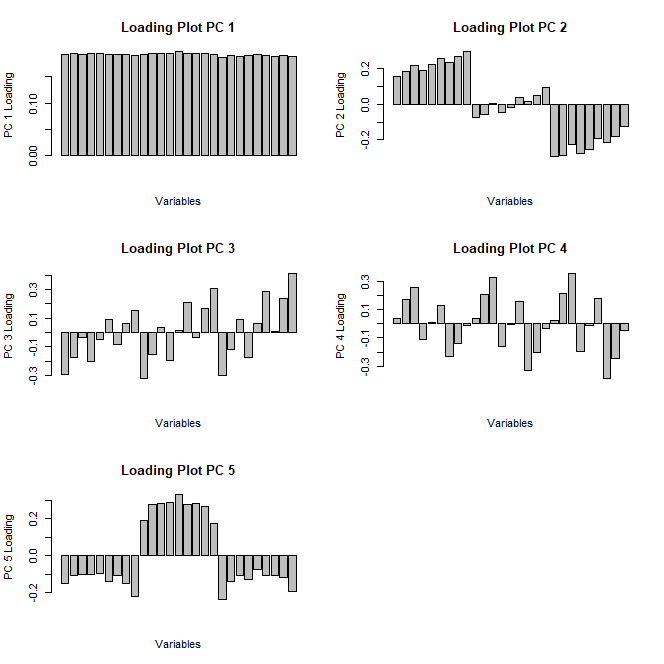 Loading Plot PC 1
PC 1 Loading
0.00
0.10
Variables
Loading Plot PC 2
PC 2 Loading
-0.2
0.0
0.2
Variables
Loading Plot PC 3
PC 3 Loading
-0.3
-0.1
0.1
0.3
Variables
Loading Plot PC 4
PC 4 Loading
-0.3
-0.1
0.1
0.3
Variables
Loading Plot PC 5
PC 5 Loading
-0.2
0.0
0.2
Variables